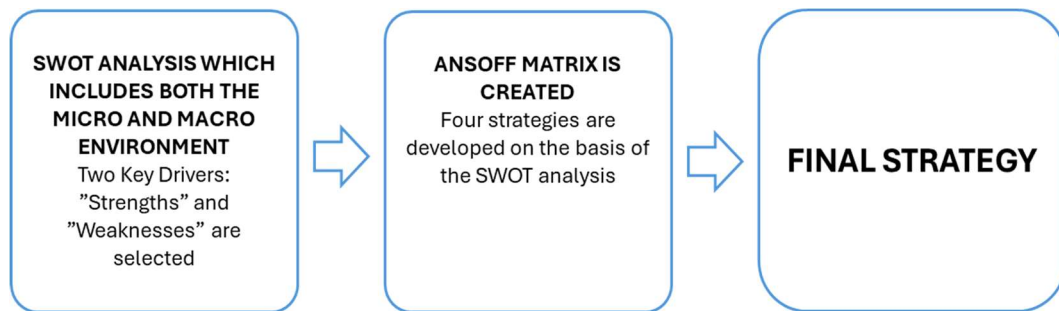 SWOT ANALYSIS WHICH
INCLUDES BOTH THE
MICRO AND MACRO
ENVIRONMENT
Two Key Drivers:
”Strengths” and
”Weaknesses” are
selected
ANSOFF MATRIX IS
CREATED
Four strategies are
developed on the basis of
the SWOT analysis
FINAL STRATEGY